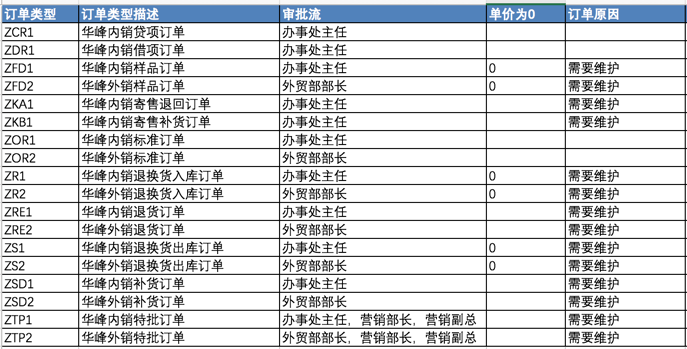 订单类型 订单类型描述 审批流 单价为0 订单原因
ZCR1 华峰内销贷项订单 办事处主任
ZDR1 华峰内销借项订单 办事处主任
ZFD1 华峰内销样品订单 办事处主任 0 需要维护
ZFD2 华峰外销样品订单 外贸部部长 0 需要维护
ZKA1 华峰内销寄售退回订单 办事处主任 需要维护
ZKB1 华峰内销寄售补货订单 办事处主任 需要维护
ZOR1 华峰内销标准订单 办事处主任
ZOR2 华峰外销标准订单 外贸部部长
ZR1 华峰内销退换货入库订单 办事处主任 0 需要维护
ZR2 华峰外销退换货入库订单 外贸部部长 0 需要维护
ZRE1 华峰内销退货订单 办事处主任 需要维护
ZRE2 华峰外销退货订单 外贸部部长 需要维护
ZS1 华峰内销退换货出库订单 办事处主任 0 需要维护
ZS2 华峰外销退换货出库订单 外贸部部长 0 需要维护
ZSD1 华峰内销补货订单 办事处主任 需要维护
ZSD2 华峰外销补货订单 外贸部部长 需要维护
ZTP1 华峰内销特批订单 办事处主任，营销部长，营销副总 需要维护
ZTP2 华峰外销特批订单 外贸部部长，营销部长，营销副总 需要维护